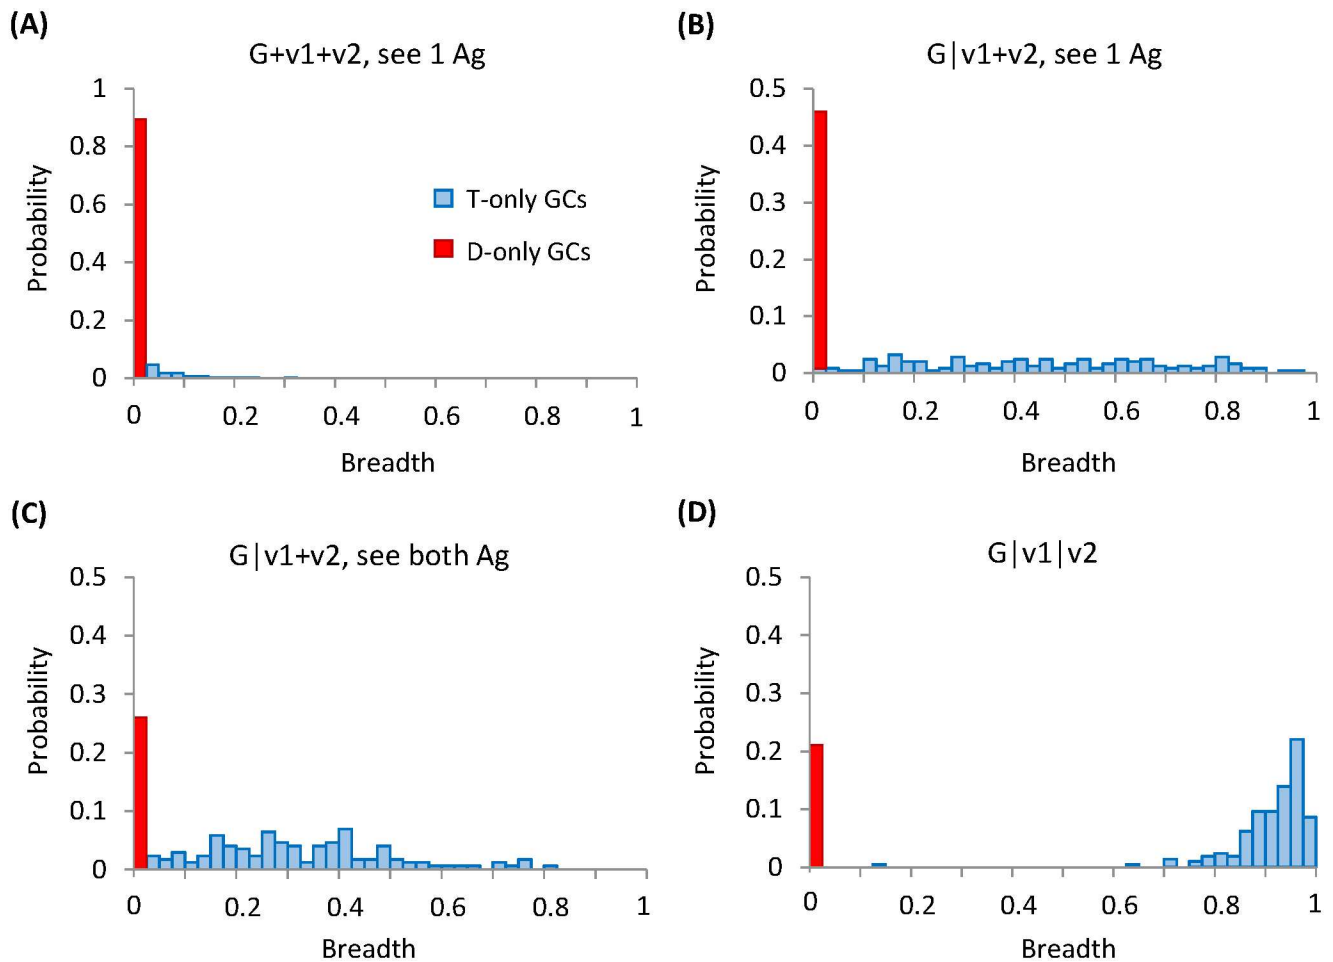 (A)
G+v1+v2, see 1 Ag
1
0.8
0.6
0.4
0.2
0
Probability
T-only GCs
D-only GCs
0 0.2 0.4 0.6 0.8 1
Breadth
(B)
G|v1+v2, see 1 Ag
0.5
0.4
0.3
0.2
0.1
0
Probability
0 0.2 0.4 0.6 0.8 1
Breadth
(C)
G|v1+v2, see both Ag
0.5
0.4
0.3
0.2
0.1
0
Probability
0 0.2 0.4 0.6 0.8 1
Breadth
(D)
G|v1|v2
0.5
0.4
0.3
0.2
0.1
0
Probability
0 0.2 0.4 0.6 0.8 1
Breadth